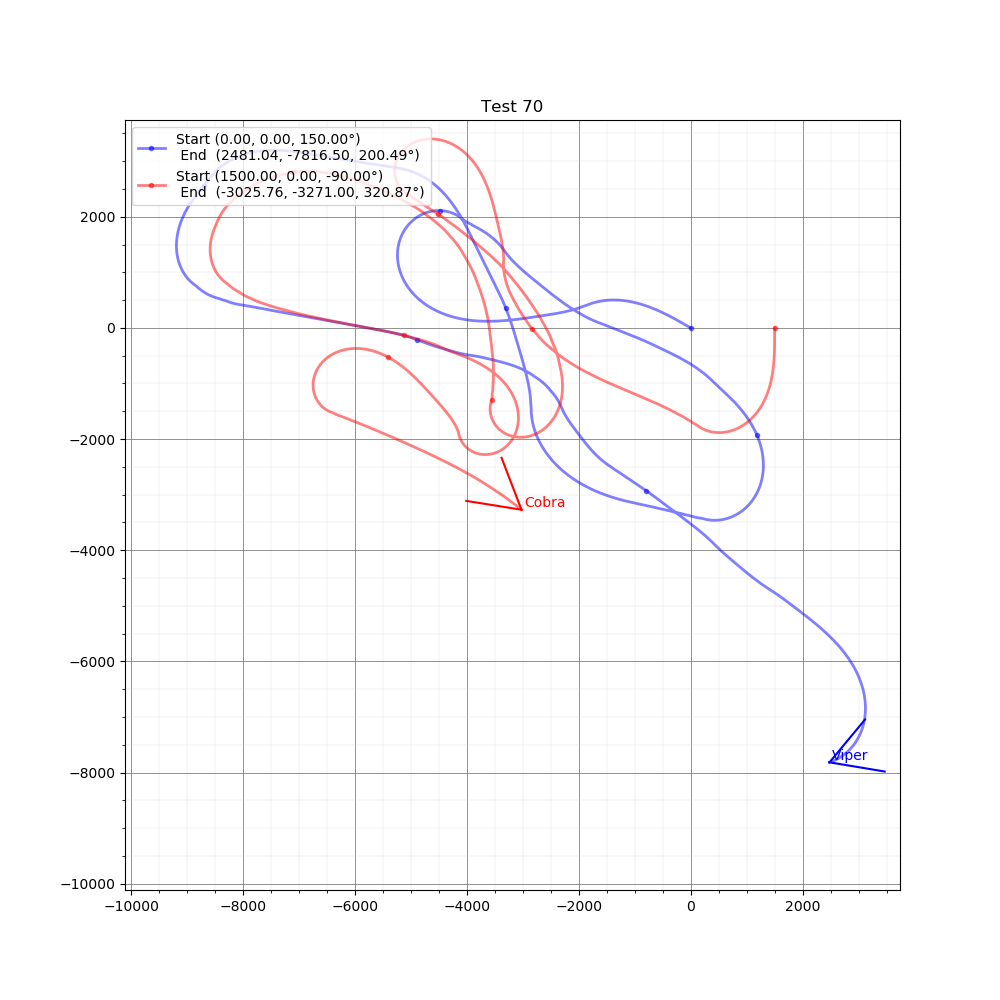 Test 70
Start (0.00, 0.00, 150.00°)
End (2481.04, -7816.50, 200.49°)
Start (1500.00, 0.00, -90.00°)
End (-3025.76, -3271.00, 320.87°)
2000
0
−2000
−4000
−6000
−8000
−10000
Cobra
Viper
−10000 −8000 −6000 −4000 −2000 0 2000